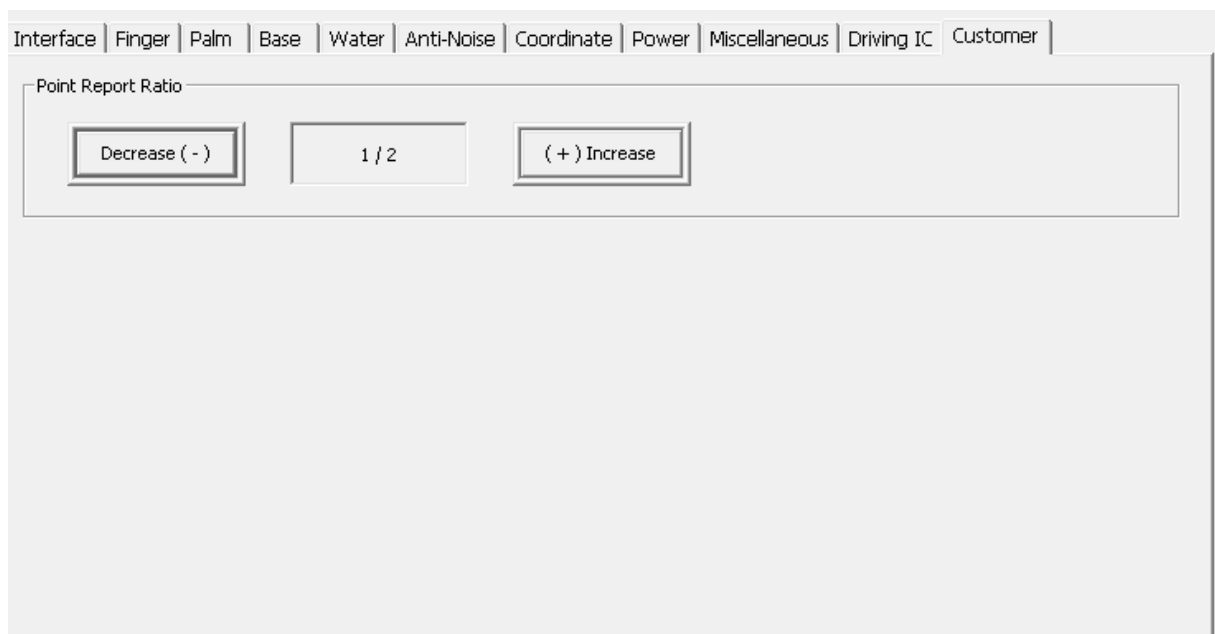 Interface Finger Palm Base Water Anti-Noise Coordinate Power Miscellaneous Driving IC Customer
Point Report Ratio
Decrease ( - ) 1 / 2 ( + ) Increase